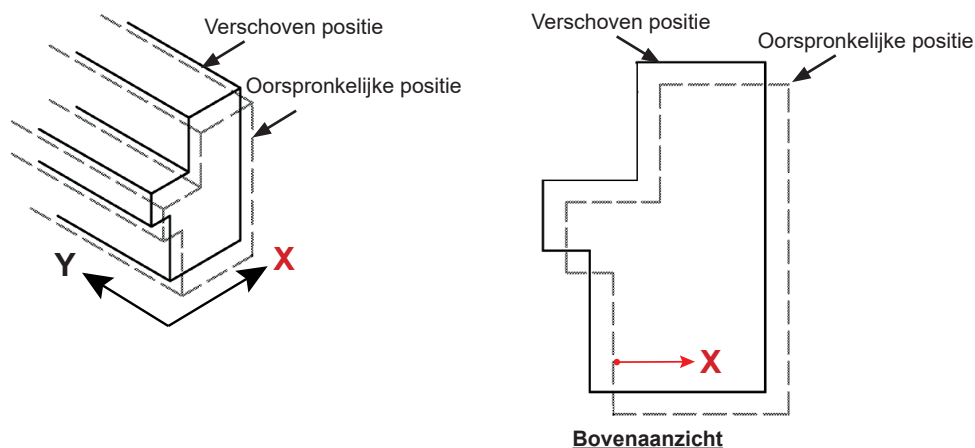 Verschoven positie
Oorspronkelijke positie
Y
X
Verschoven positie
Oorspronkelijke positie
X
Bovenaanzicht